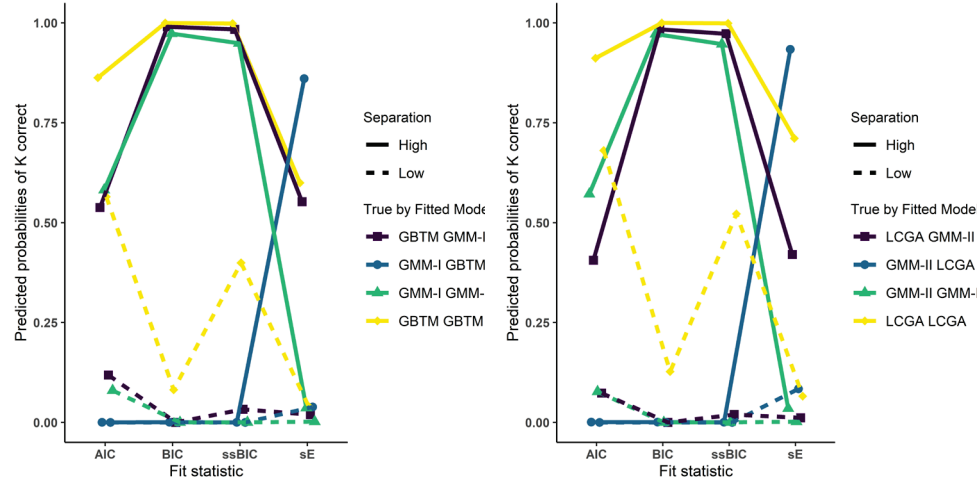 Predicted probabilities of K correct
1.00
0.75
0.50
0.25
0.00
AIC
BIC
ssBIC
sE
Fit statistic
Separation
High
Low
True by Fitted Mode
GBTM GMM-I
GMM-I GBTM
GMM-I GMM-
GBTM GBTM
Predicted probabilities of K correct
1.00
0.75
0.50
0.25
0.00
AIC
BIC
ssBIC
sE
Fit statistic
Separation
High
Low
True by Fitted Model
LCGA GMM-II
GMM-II LCGA
GMM-II GMM-I
LCGA LCGA